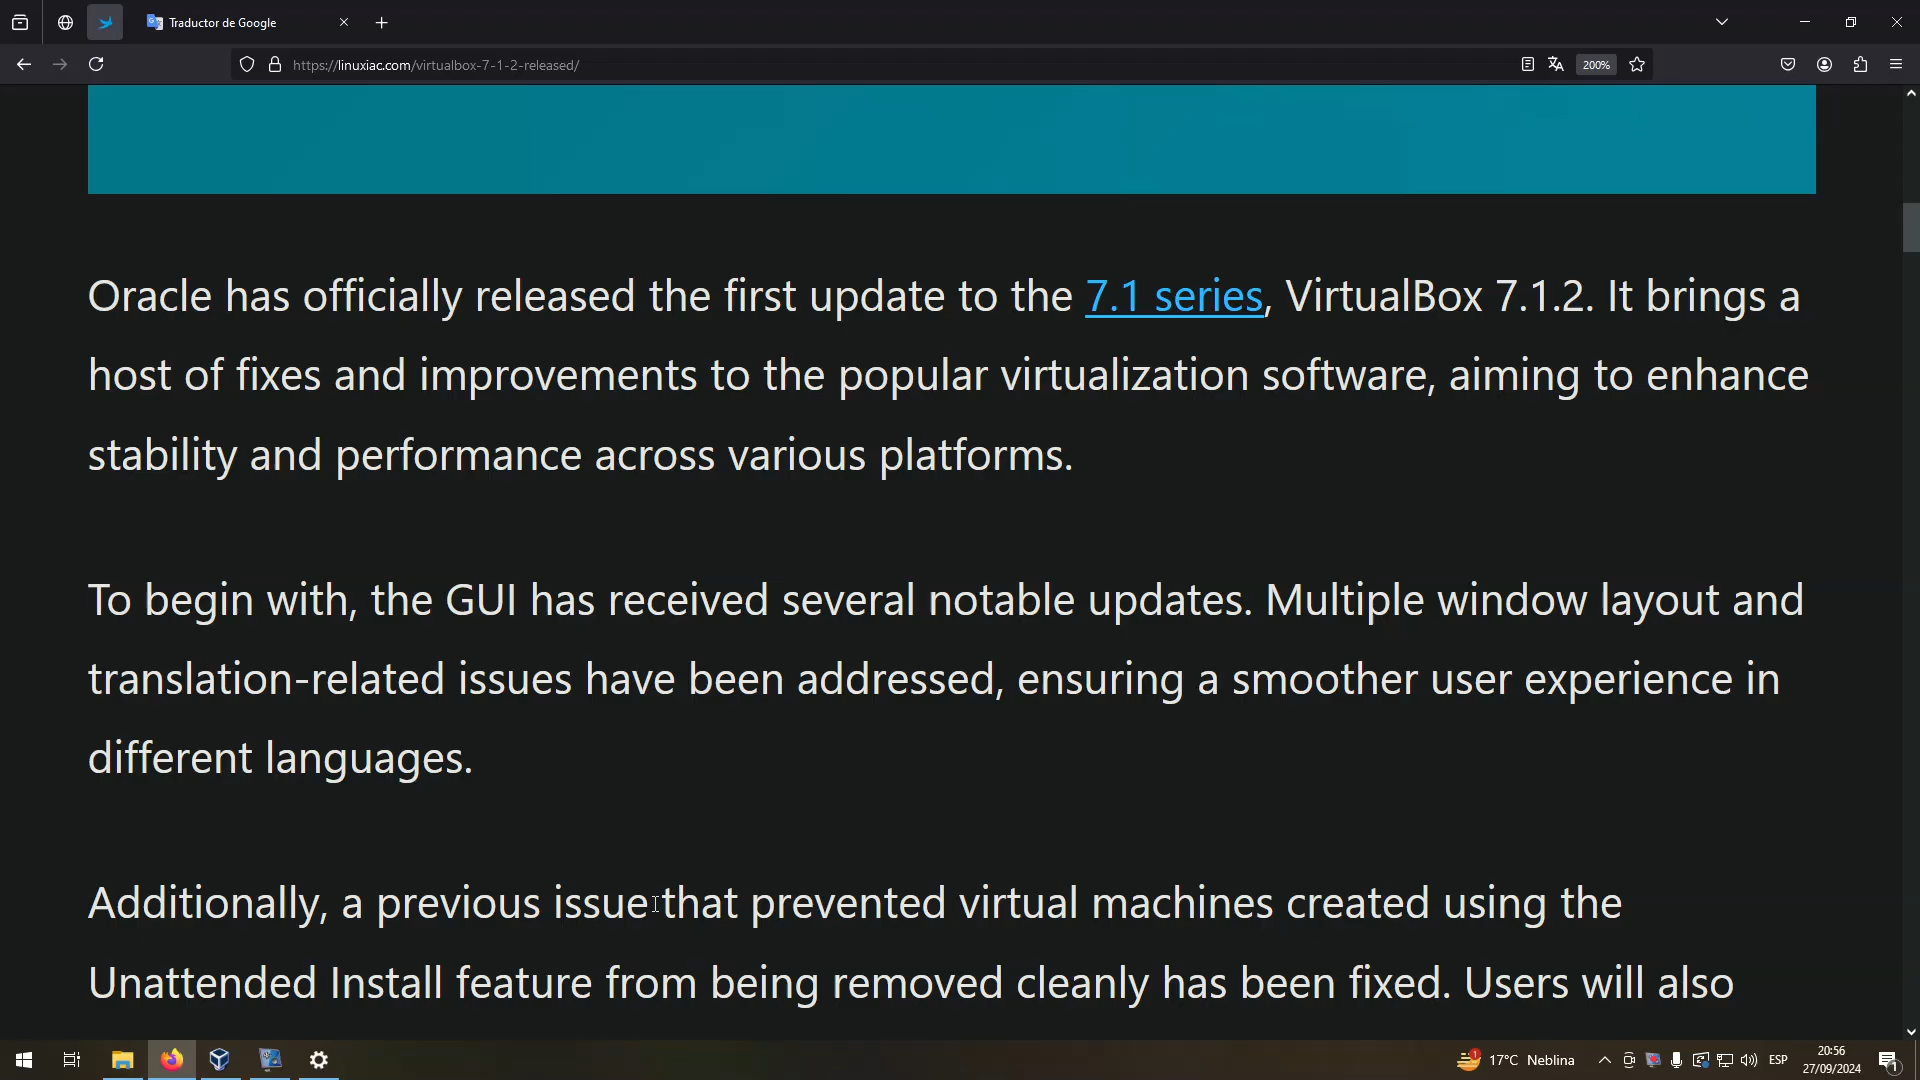 Traductor de Google
https://linuxiac.com/virtualbox-7-1-2-released/
200%
Oracle has officially released the first update to the 7.1 series, VirtualBox 7.1.2. It brings a
host of fixes and improvements to the popular virtualization software, aiming to enhance
stability and performance across various platforms.
To begin with, the GUI has received several notable updates. Multiple window layout and
translation-related issues have been addressed, ensuring a smoother user experience in
different languages.
Additionally, a previous issue that prevented virtual machines created using the
Unattended Install feature from being removed cleanly has been fixed. Users will also
1
17°C Neblina
ESP
20:56
27/09/2024
1